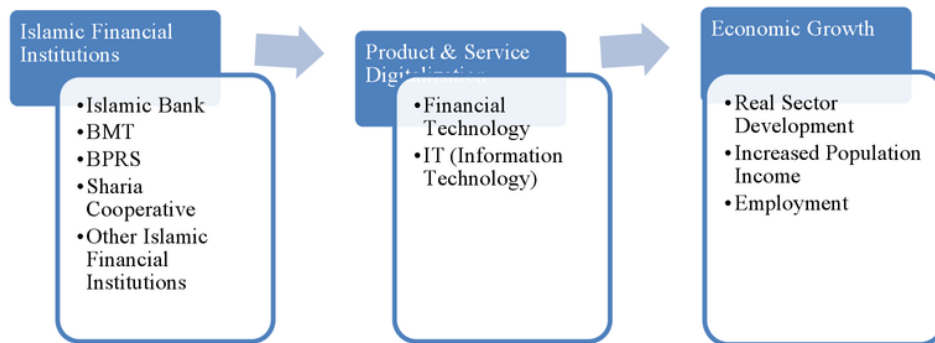 Islamic Financial
Institutions
•Islamic Bank
•BMT
•BPRS
•Sharia
Cooperative
•Other Islamic
Financial
Institutions
Product & Service
Digitalization
•Financial
Technology
•IT (Information
Technology)
Economic Growth
•Real Sector
Development
•Increased Population
Income
•Employment